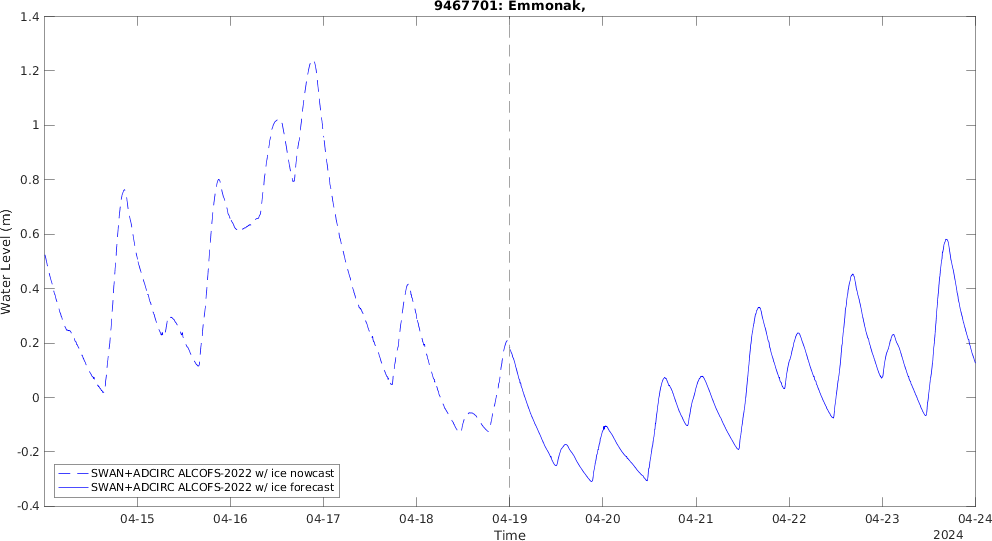 9467701: Emmonak,
1.4
1.2
1
0.8
0.6
0.4
0.2
0
-0.2
-0.4
Water Level (m)
SWAN+ADCIRC ALCOFS-2022 w/ ice nowcast
SWAN+ADCIRC ALCOFS-2022 w/ ice forecast
04-15 04-16 04-17 04-18 04-19 04-20 04-21 04-22 04-23 04-24
Time
2024